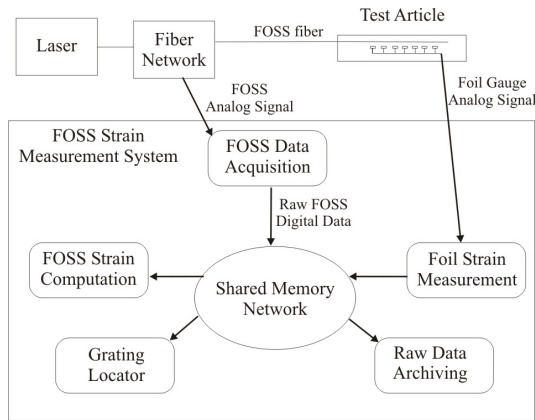 Test Article
Laser
Fiber
Network
FOSS fiber
FOSS
Analog Signal
Foil Gauge
Analog Signal
FOSS Strain
Measurement System
FOSS Data
Acquisition
Raw FOSS
Digital Data
FOSS Strain
Computation
Shared Memory
Network
Foil Strain
Measurement
Grating
Locator
Raw Data
Archiving